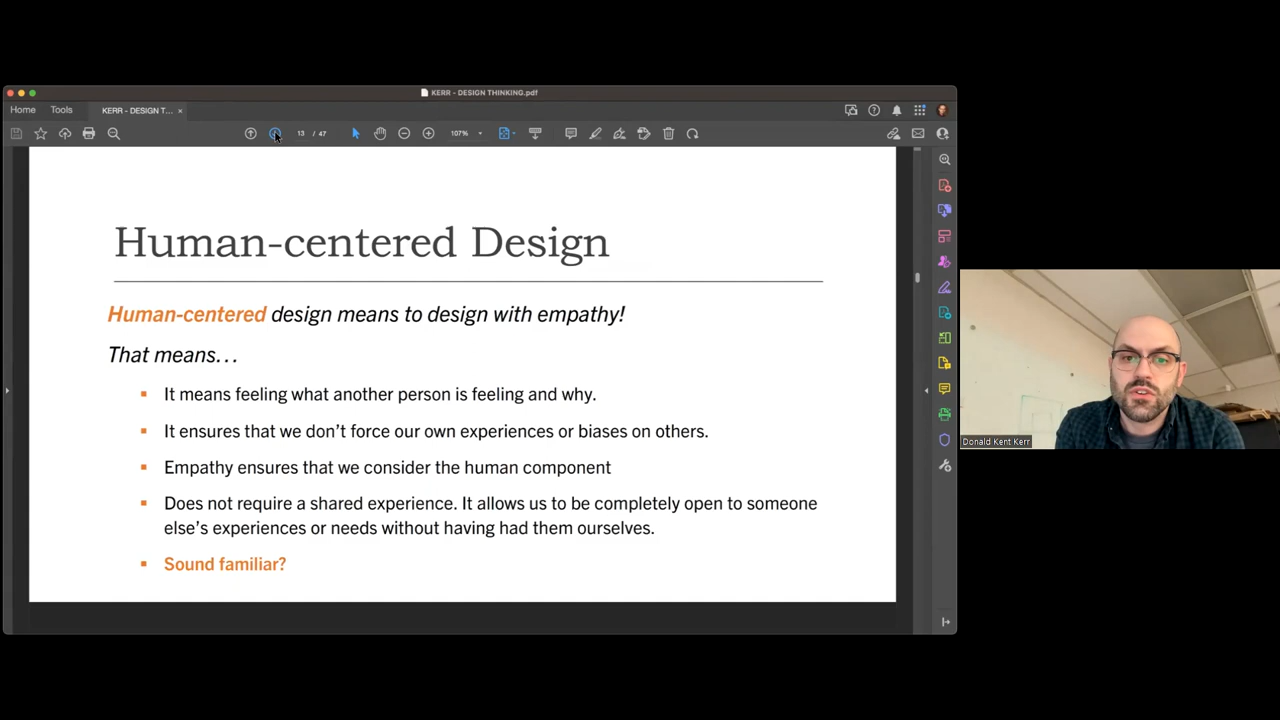 KERR - DESIGN THINKING.pdf
Home Tools KERR - DESIGN T... ×
13 / 47 107%
Human-centered Design
Human-centered design means to design with empathy!
That means…
▪ It means feeling what another person is feeling and why.
▪ It ensures that we don’t force our own experiences or biases on others.
▪ Empathy ensures that we consider the human component
▪ Does not require a shared experience. It allows us to be completely open to someone
else’s experiences or needs without having had them ourselves.
▪ Sound familiar?
Donald Kent Kerr